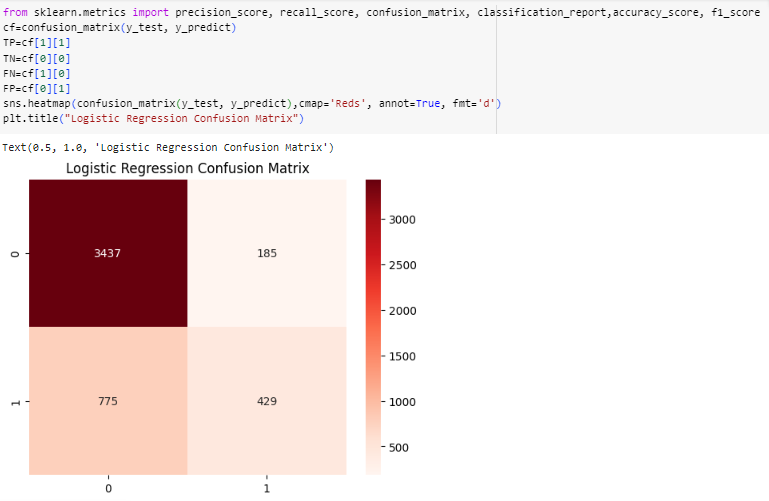 from sklearn.metrics import precision_score, recall_score, confusion_matrix, classification_report,accuracy_score, f1_score
cf=confusion_matrix(y_test, y_predict)
TP=cf[1][1]
TN=cf[0][0]
FN=cf[1][0]
FP=cf[0][1]
sns.heatmap(confusion_matrix(y_test, y_predict),cmap='Reds', annot=True, fmt='d')
plt.title("Logistic Regression Confusion Matrix")
Text(0.5, 1.0, 'Logistic Regression Confusion Matrix')
Logistic Regression Confusion Matrix
0
3437
185
1
775
429
0
1
3000
2500
2000
1500
1000
500